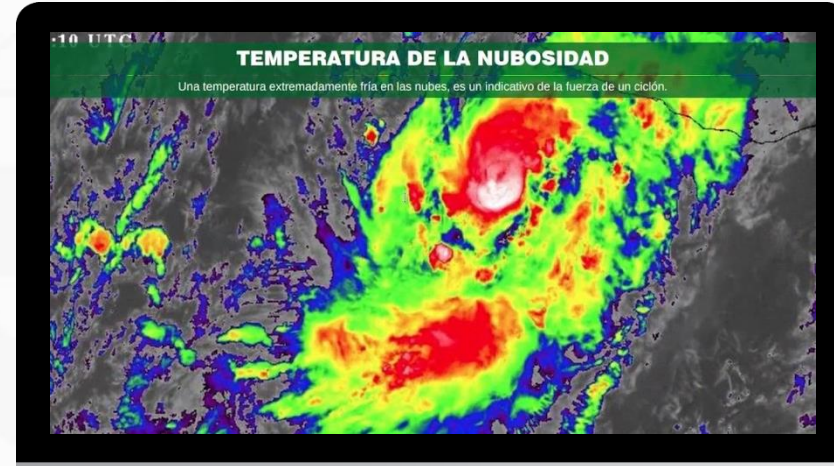 :10 UTC
TEMPERATURA DE LA NUBOSIDAD
Una temperatura extremadamente fría en las nubes, es un indicativo de la fuerza de un ciclón.